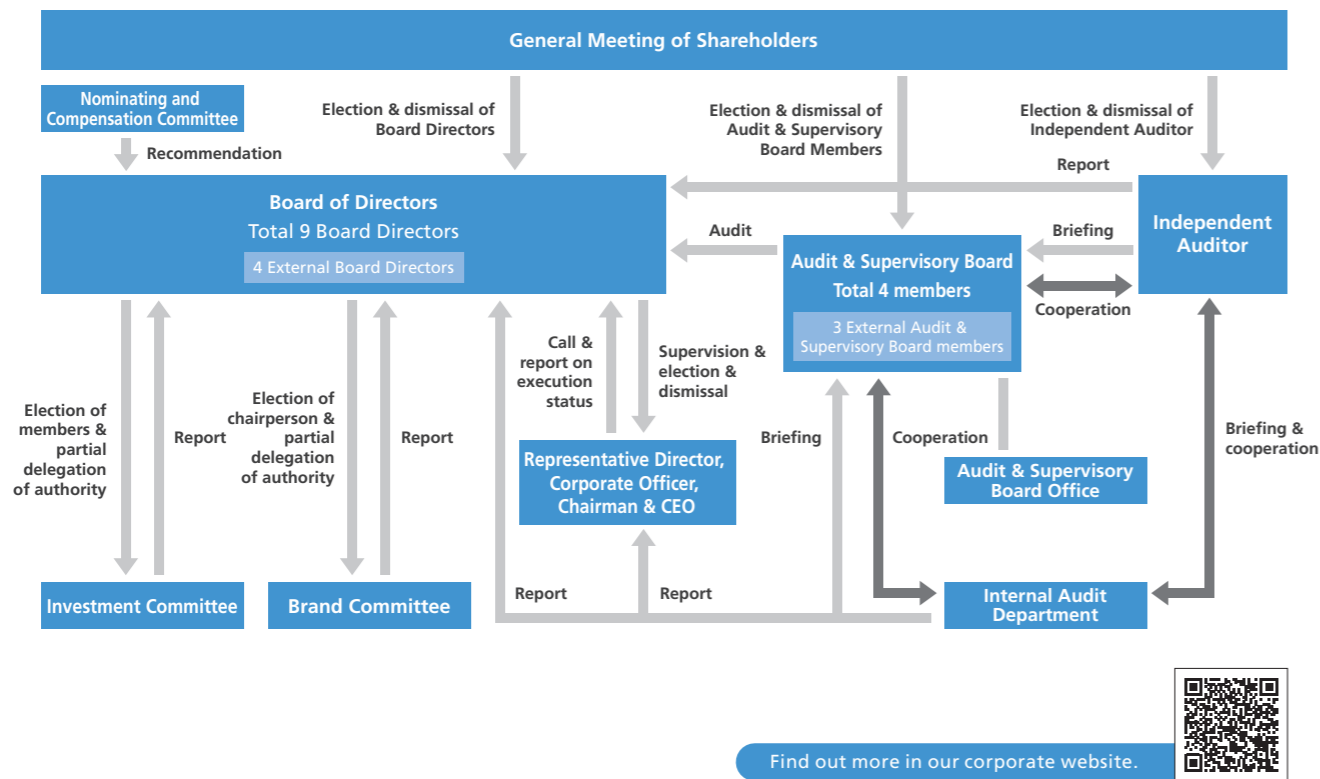 General Meeting of Shareholders
Nominating and
Compensation Committee
Recommendation
Election & dismissal of
Board Directors
Election & dismissal of
Audit & Supervisory
Board Members
Election & dismissal of
Independent Auditor
Report
Board of Directors
Total 9 Board Directors
4 External Board Directors
Audit
Audit & Supervisory Board
Total 4 members
3 External Audit &
Supervisory Board members
Briefing
Cooperation
Independent
Auditor
Election of
members &
partial
delegation
of authority
Report
Election of
chairperson &
partial
delegation
of authority
Report
Call &
report on
execution
status
Supervision &
election &
dismissal
Representative Director,
Corporate Officer,
Chairman & CEO
Briefing
Cooperation
Audit & Supervisory
Board Office
Briefing &
cooperation
Investment Committee
Brand Committee
Report
Report
Internal Audit
Department
Find out more in our corporate website.